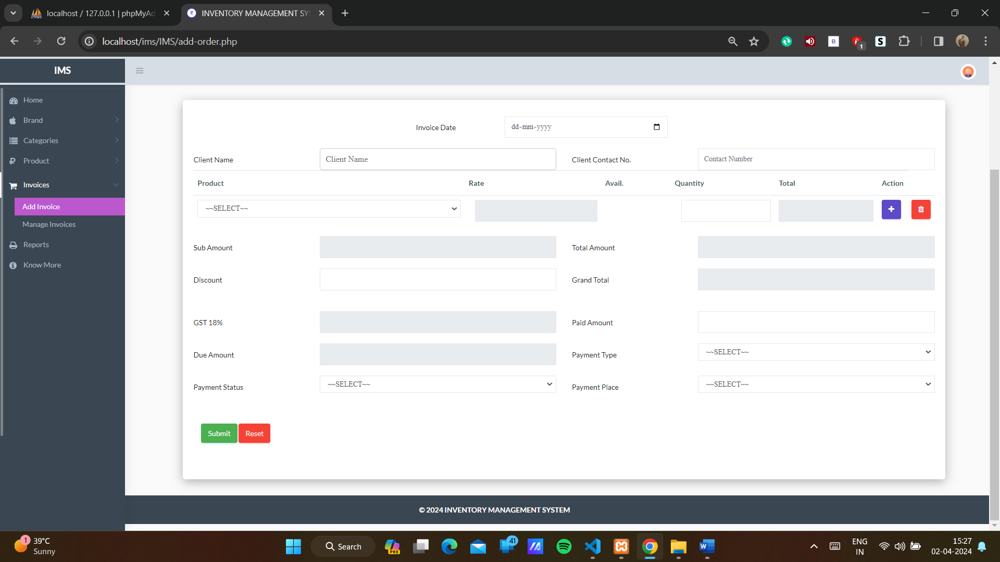 localhost / 127.0.0.1 | phpMyAd
INVENTORY MANAGEMENT SYS
localhost/ims/IMS/add-order.php
B
1
S
IMS
Home
Brand
Categories
Product
Invoices
Add Invoice
Manage Invoices
Reports
Know More
Invoice Date
dd-mm-yyyy
Client Name
Client Name
Client Contact No.
Contact Number
Product Rate Avail. Quantity Total Action
~~SELECT~~
Sub Amount
Total Amount
Discount
Grand Total
GST 18%
Paid Amount
Due Amount
Payment Type
~~SELECT~~
Payment Status
~~SELECT~~
Payment Place
~~SELECT~~
Submit
Reset
© 2024 INVENTORY MANAGEMENT SYSTEM
1
39°C
Sunny
Search
PRE
41
W
ENG
IN
15:27
02-04-2024